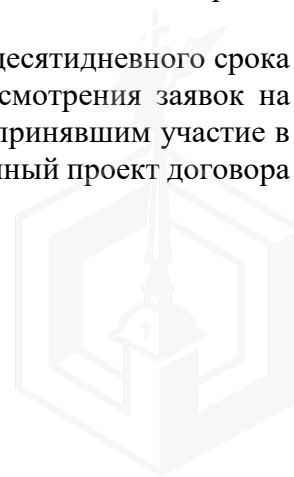 десятидневного срока
смотрения заявок на
принявшим участие в
нный проект договора